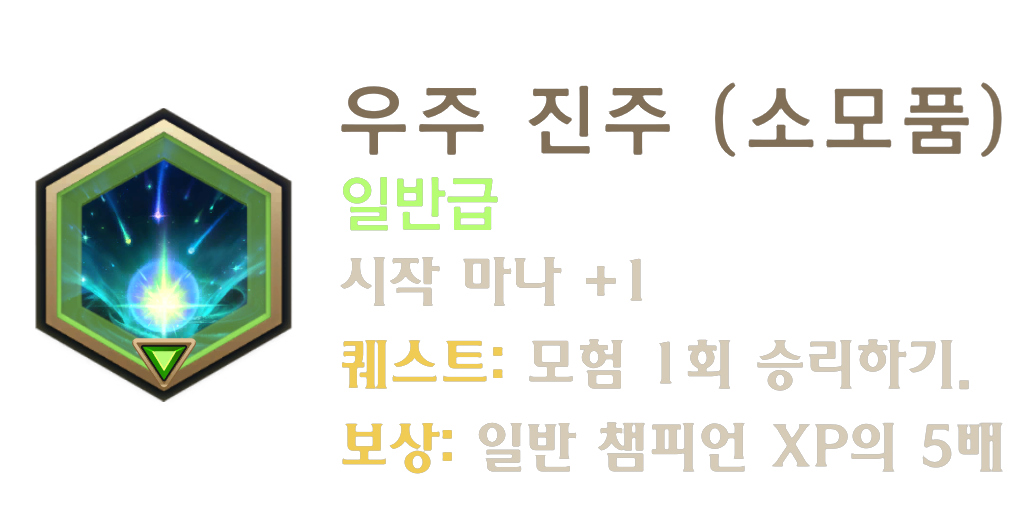 우주 진주 (소모품)
일반급
시작 마나 +1
퀘스트: 모험 1회 승리하기.
보상: 일반 챔피언 XP의 5배